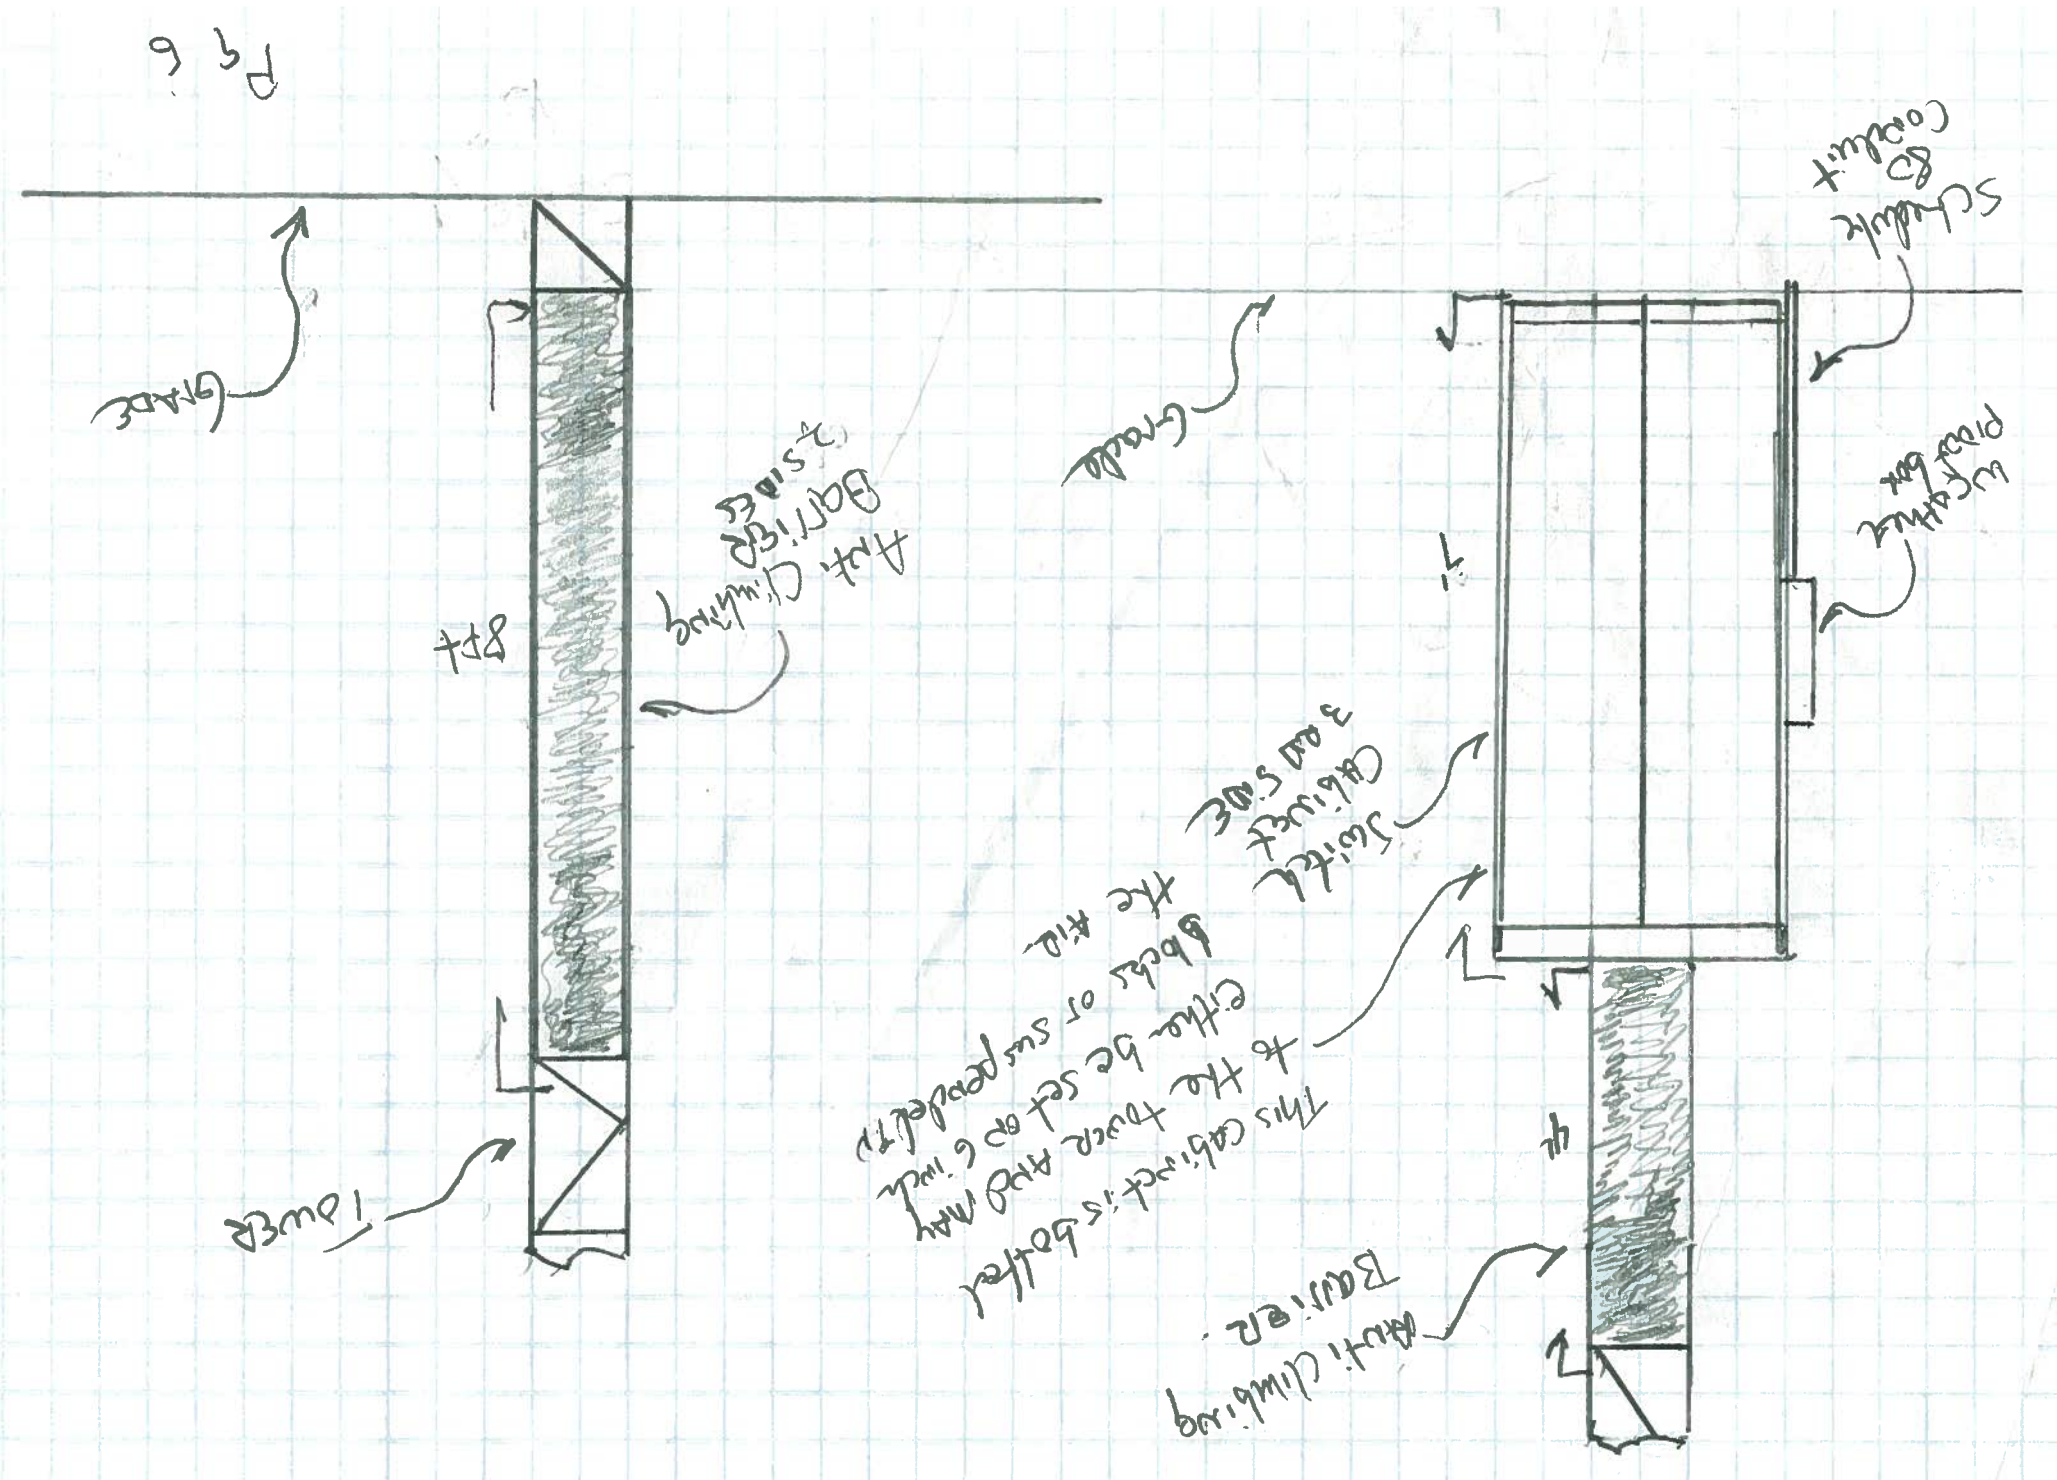 Anti Climbing
BarriER
4'
This cabinet is bolted
to the tower AND MAY
either be set on 6 inch
blocks or suspended in
the AIR
Switch
Cabinet
3 RD SIDE
weather
proof box
Schedule
80
Conduit
Grade
TOWER
8ft
Anti Climbing
BarriER
2 SIDES
GRADE
Pg 6